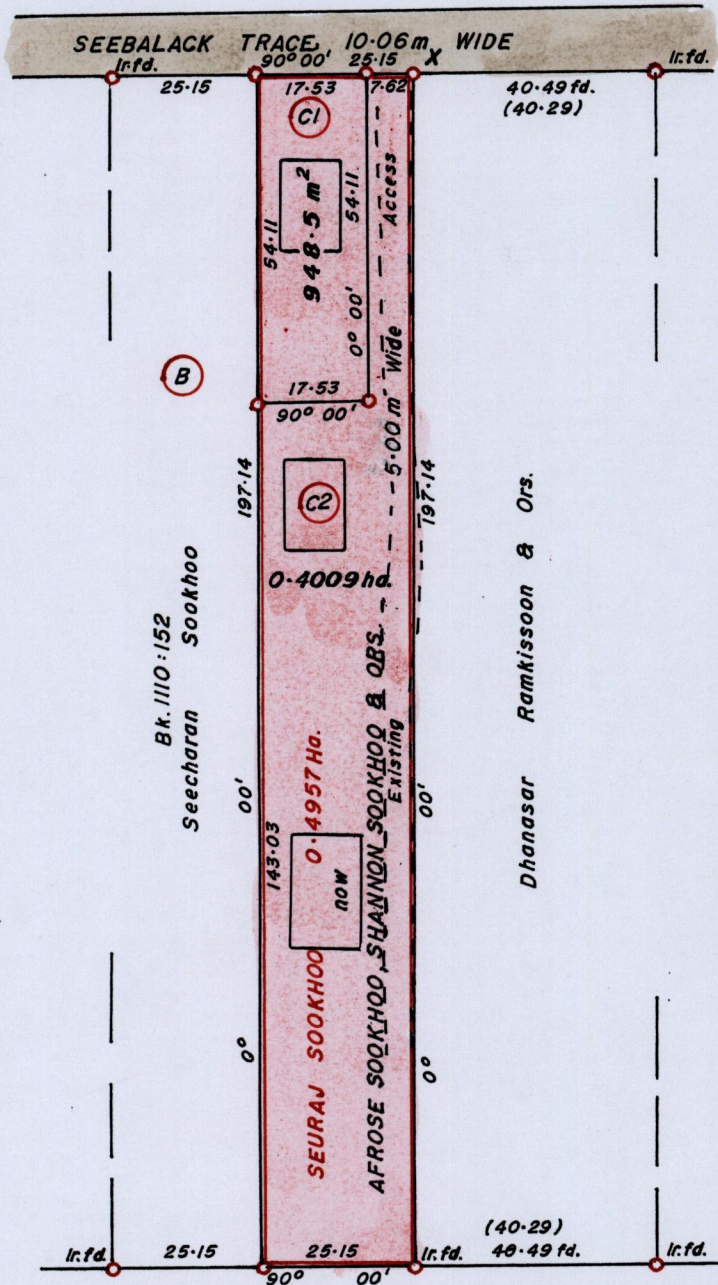 SEEBALACK TRACE, 10·06m WIDE
Ir.fd.
90° 00'
25·15
X
Ir.fd.
25·15
17·53
7·62
40·49 fd.
(40·29)
C1
948·5 m²
54·11
54·11
0° 00'
Access
B
17·53
90° 00'
5·00 m Wide
197·14
197·14
C2
0·4009 ha.
Bk. 1110:152
Seecharan Sookhoo
Dhanasar Ramkissoon & Ors.
Existing
00'
00'
143·03
now
SEURAJ SOOKHOO 0·4957 Ha.
AFROSE SOOKHOO, SHANNON SOOKHOO & ORS.
0°
0°
(40·29)
Ir.fd.
25·15
25·15
Ir.fd.
40·49 fd.
Ir.fd.
90° 00'